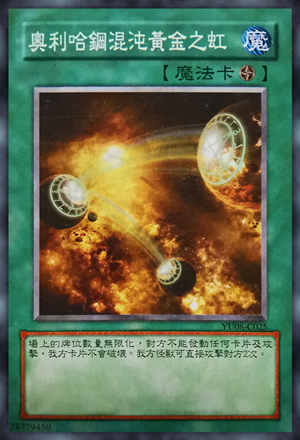 奧利哈鋼混沌黃金之虹
魔
【魔法卡】
YU08-C025
場上的牌位數量無限化，對方不能發動任何卡片及攻
擊，我方卡片不會破壞。我方怪獸可直接攻擊對方2次。
28779450